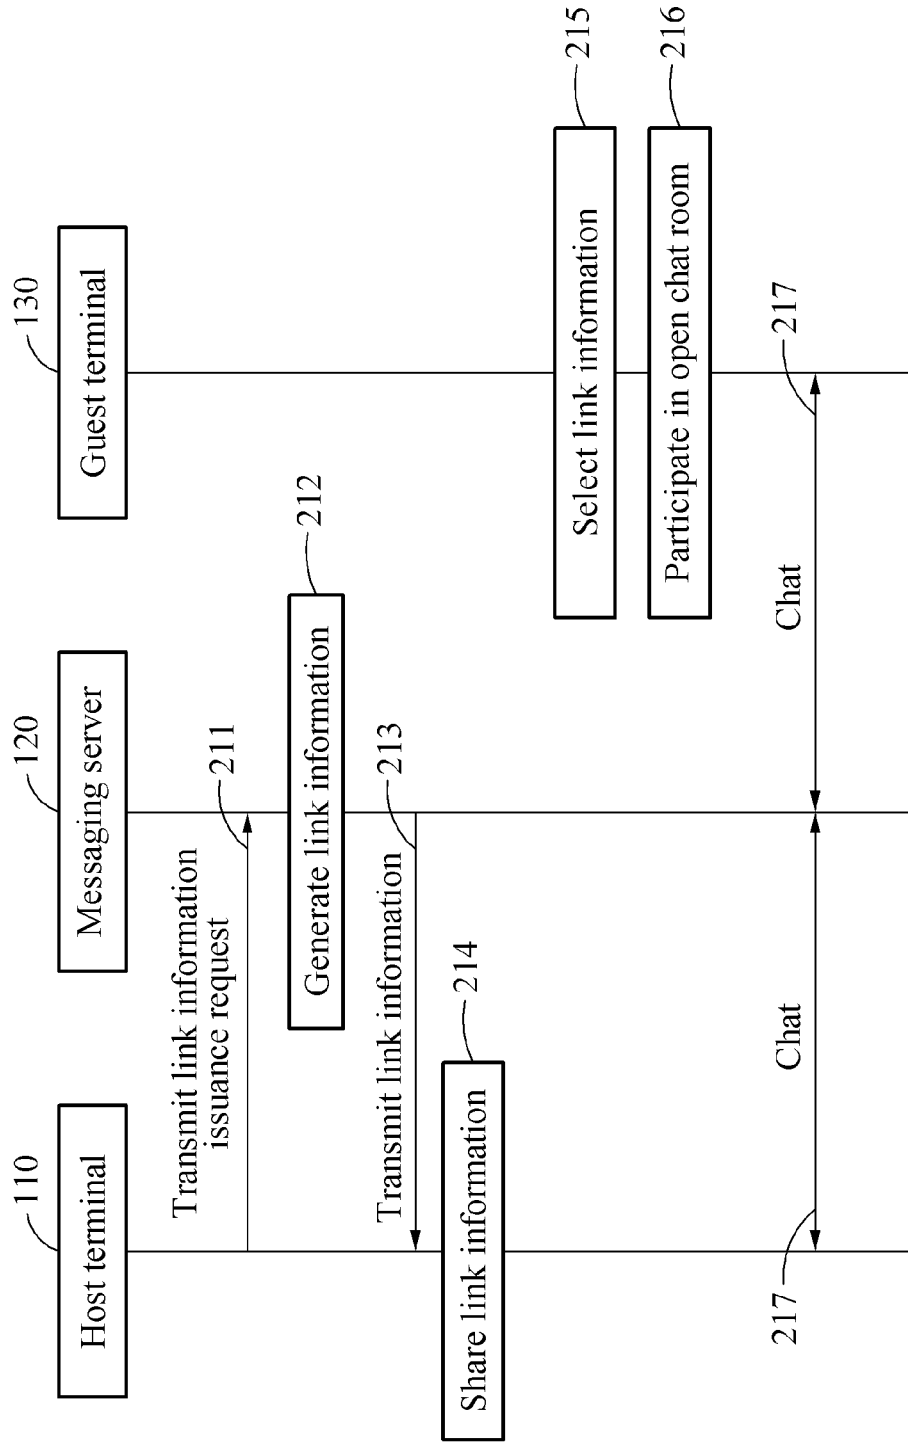 110
120
130
Host terminal
Messaging server
Guest terminal
Transmit link information
issuance request
211
Generate link information
212
Transmit link information
213
Share link information
214
Select link information
215
Participate in open chat room
216
217
Chat
Chat
217